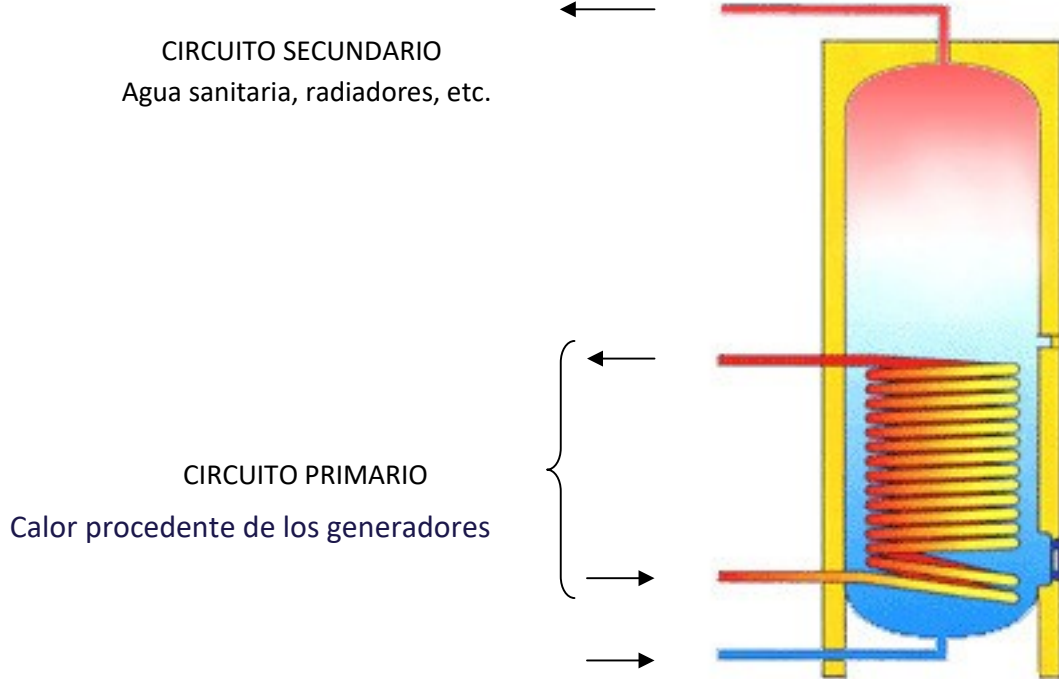 CIRCUITO SECUNDARIO
Agua sanitaria, radiadores, etc.
CIRCUITO PRIMARIO
Calor procedente de los generadores